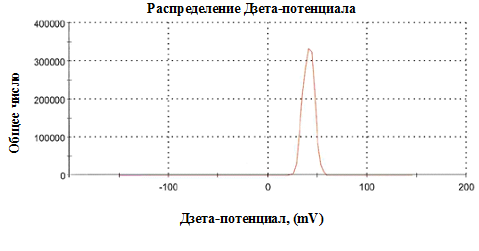 Распределение Дзета-потенциала
400000
300000
200000
100000
0
Общее число
-100 0 100 200
Дзета-потенциал, (mV)